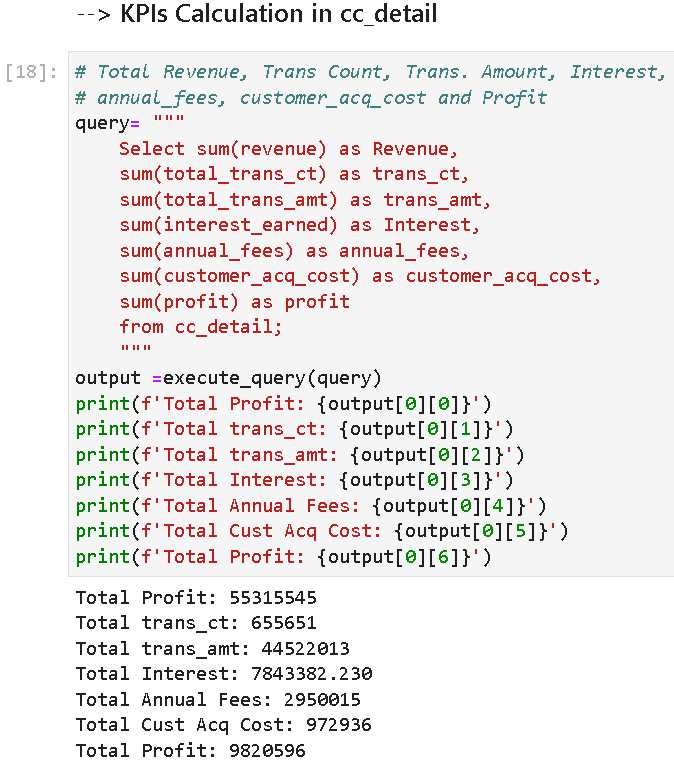 --> KPIs Calculation in cc_detail
[18]: # Total Revenue, Trans Count, Trans. Amount, Interest,
# annual_fees, customer_acq_cost and Profit
query= """
Select sum(revenue) as Revenue,
sum(total_trans_ct) as trans_ct,
sum(total_trans_amt) as trans_amt,
sum(interest_earned) as Interest,
sum(annual_fees) as annual_fees,
sum(customer_acq_cost) as customer_acq_cost,
sum(profit) as profit
from cc_detail;
"""
output =execute_query(query)
print(f'Total Profit: {output[0][0]}')
print(f'Total trans_ct: {output[0][1]}')
print(f'Total trans_amt: {output[0][2]}')
print(f'Total Interest: {output[0][3]}')
print(f'Total Annual Fees: {output[0][4]}')
print(f'Total Cust Acq Cost: {output[0][5]}')
print(f'Total Profit: {output[0][6]}')
Total Profit: 55315545
Total trans_ct: 655651
Total trans_amt: 44522013
Total Interest: 7843382.230
Total Annual Fees: 2950015
Total Cust Acq Cost: 972936
Total Profit: 9820596